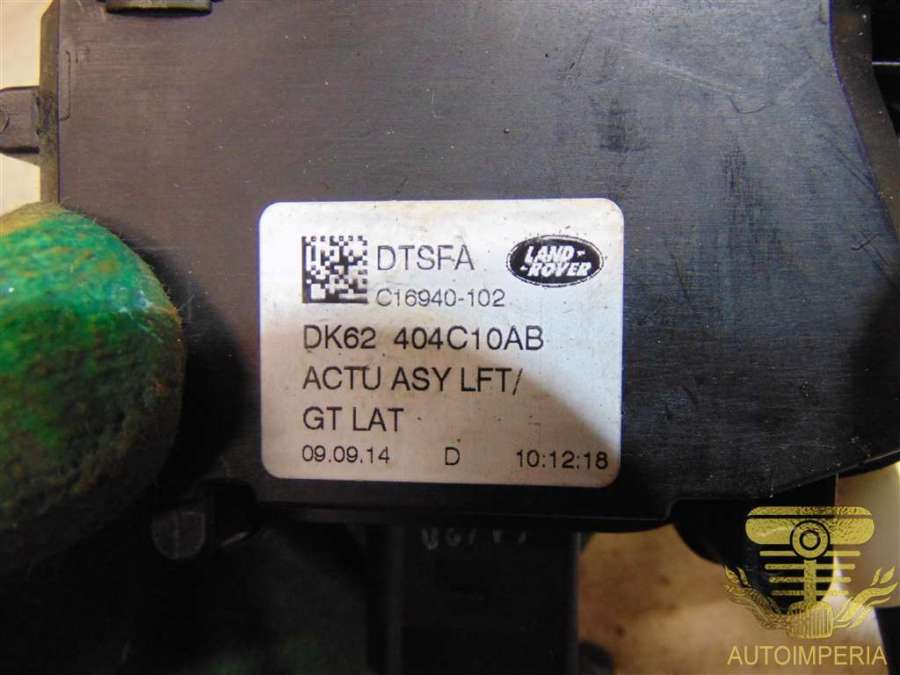 DTSFA
LAND-
-ROVER
C16940-102
DK62 404C10AB
ACTU ASY LFT/
GT LAT
09.09.14 D 10:12:18
AUTOIMPERIA